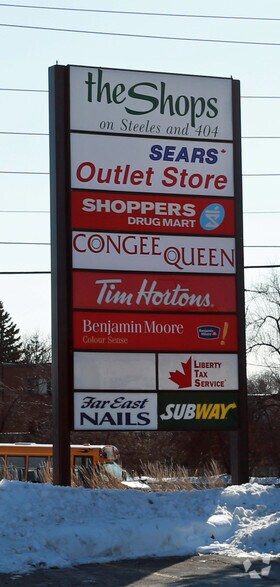 theShops
on Steeles and 404
SEARS
Outlet Store
SHOPPERS
DRUG MART
CONGEE QUEEN
Tim Hortons
Benjamin Moore
Colour Sense
LIBERTY
TAX
SERVICE
Far East
NAILS
SUBWAY